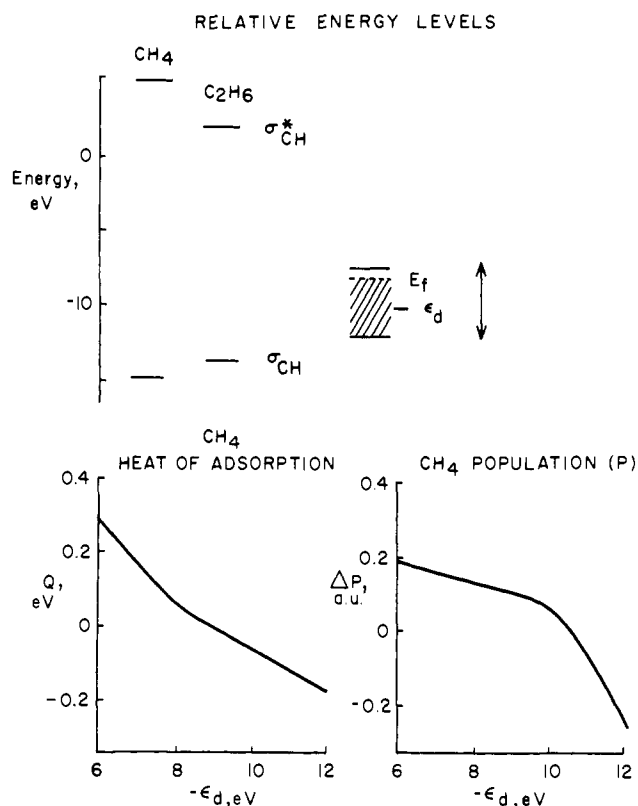 RELATIVE ENERGY LEVELS
CH4
C2H6
σ*CH
0
Energy,
eV
Ef
-10
εd
σCH
CH4
HEAT OF ADSORPTION
CH4 POPULATION (P)
0.4
0.2
Q,
eV
0
-0.2
6 8 10 12
-εd,eV
0.4
0.2
ΔP,
a.u.
0
-0.2
6 8 10 12
-εd,eV